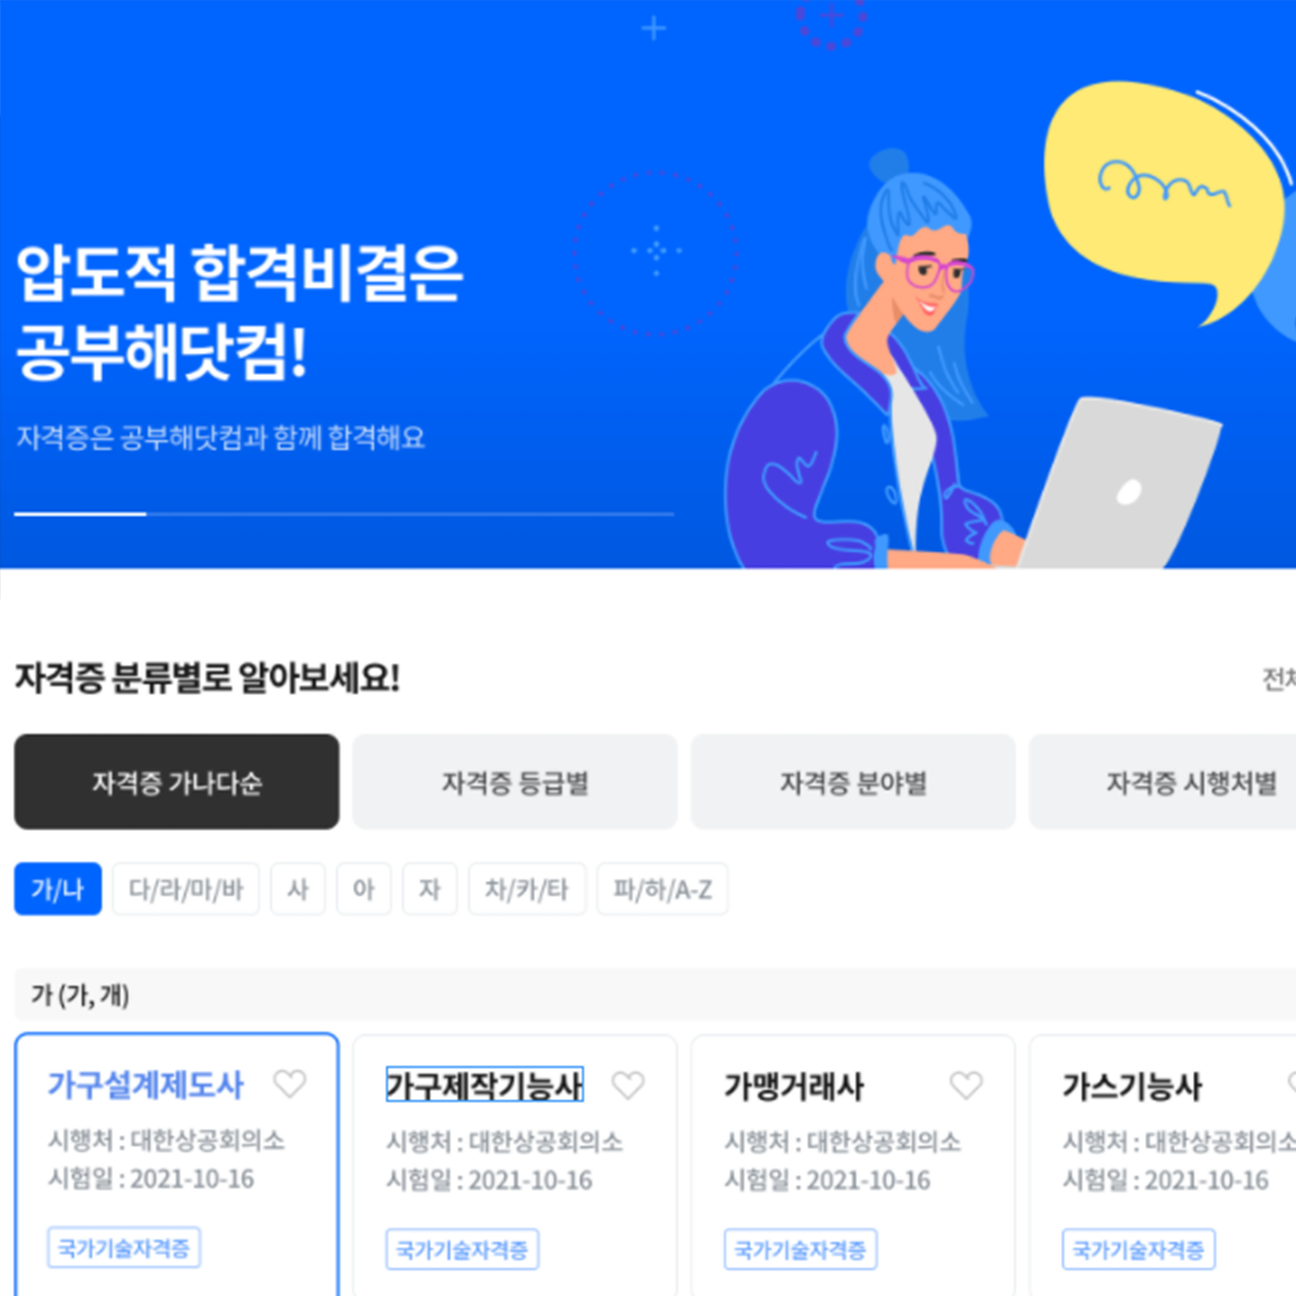 압도적 합격비결은
공부해닷컴!
자격증은 공부해닷컴과 함께 합격해요
자격증 분류별로 알아보세요!
자격증 가나다순 자격증 등급별 자격증 분야별 자격증 시행처별
가/나 다/라/마/바 사 아 자 차/카/타 파/하/A-Z
가 (가, 개)
가구설계제도사 가구제작기능사 가맹거래사 가스기능사
시행처 : 대한상공회의소 시행처 : 대한상공회의소 시행처 : 대한상공회의소 시행처 : 대한상공회의소
시험일 : 2021-10-16 시험일 : 2021-10-16 시험일 : 2021-10-16 시험일 : 2021-10-16
국가기술자격증 국가기술자격증 국가기술자격증 국가기술자격증